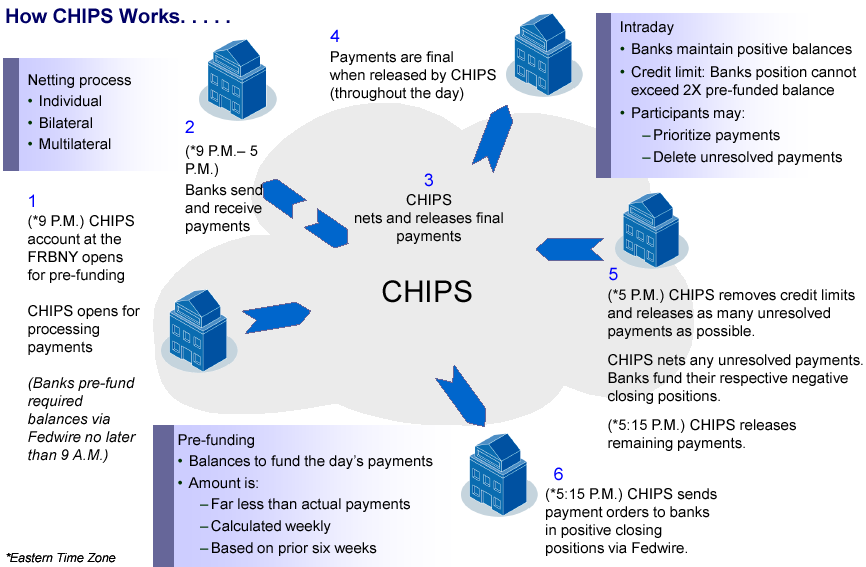 How CHIPS Works. . . . .
Netting process
• Individual
• Bilateral
• Multilateral
1
(*9 P.M.) CHIPS
account at the
FRBNY opens
for pre-funding
CHIPS opens for
processing
payments
(Banks pre-fund
required
balances via
Fedwire no later
than 9 A.M.)
2
(*9 P.M.– 5
P.M.)
Banks send
and receive
payments
3
CHIPS
nets and releases final
payments
CHIPS
4
Payments are final
when released by CHIPS
(throughout the day)
Intraday
• Banks maintain positive balances
• Credit limit: Banks position cannot
exceed 2X pre-funded balance
• Participants may:
– Prioritize payments
– Delete unresolved payments
5
(*5 P.M.) CHIPS removes credit limits
and releases as many unresolved
payments as possible.
CHIPS nets any unresolved payments.
Banks fund their respective negative
closing positions.
(*5:15 P.M.) CHIPS releases
remaining payments.
Pre-funding
• Balances to fund the day's payments
• Amount is:
– Far less than actual payments
– Calculated weekly
– Based on prior six weeks
6
(*5:15 P.M.) CHIPS sends
payment orders to banks
in positive closing
positions via Fedwire.
*Eastern Time Zone